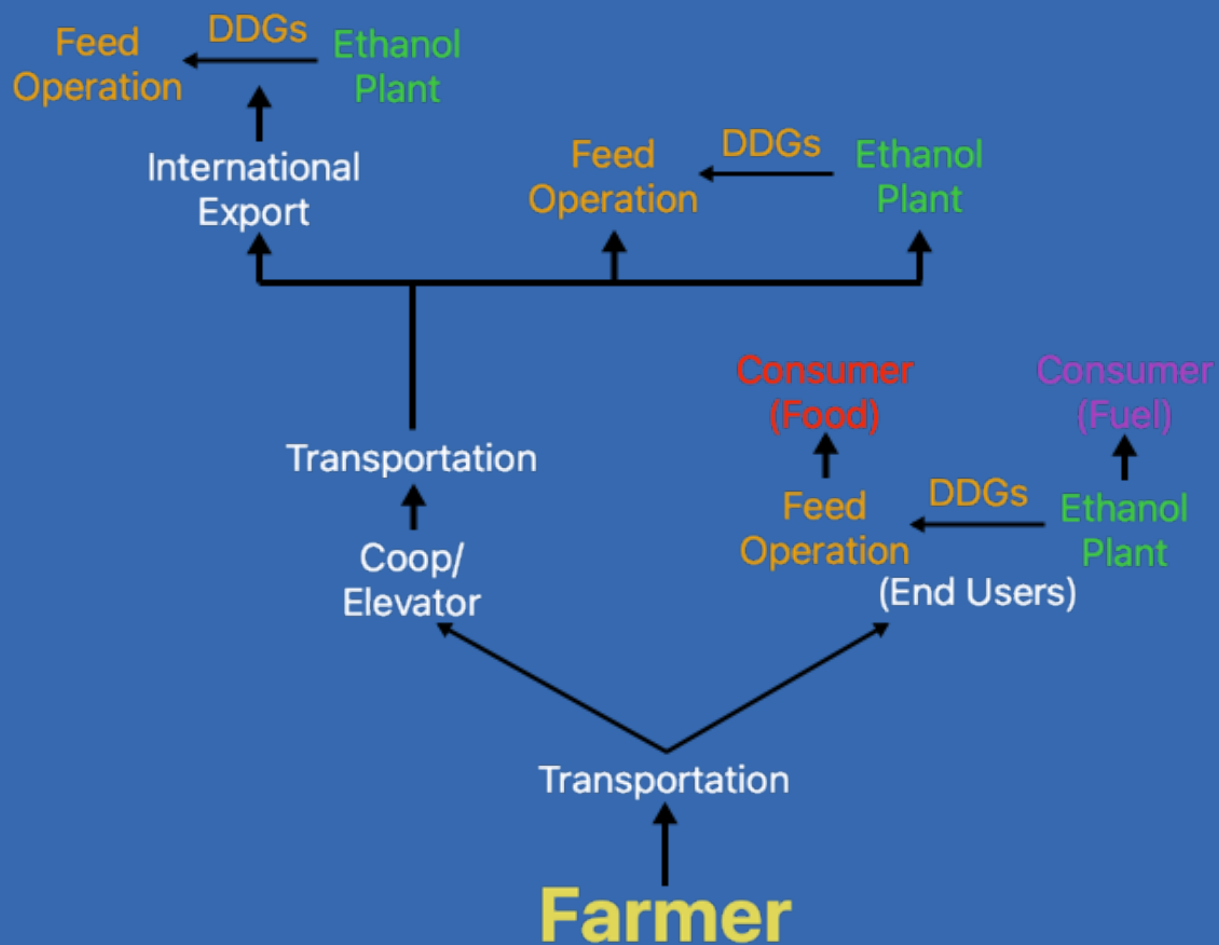 DDGs
Feed
Operation
Ethanol
Plant
International
Export
DDGs
Feed
Operation
Ethanol
Plant
Consumer
(Food)
Consumer
(Fuel)
Transportation
DDGs
Feed
Operation
Ethanol
Plant
(End Users)
Coop/
Elevator
Transportation
Farmer